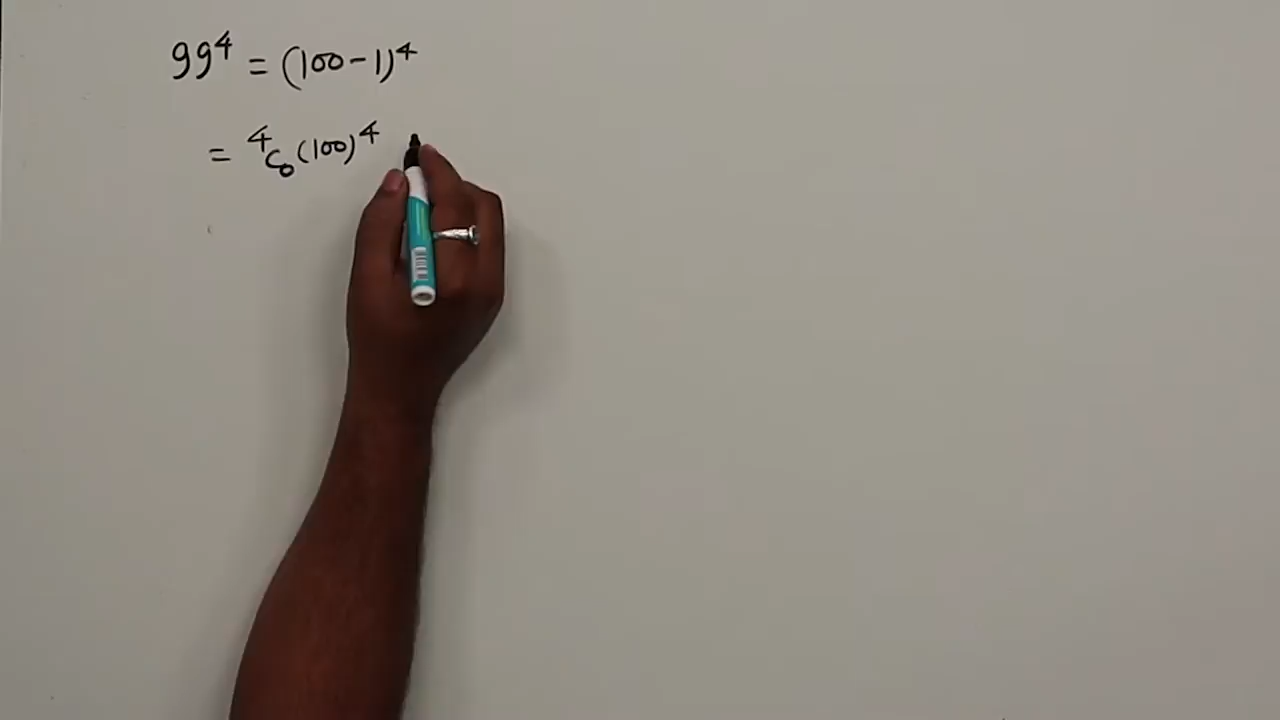 99⁴ = (100-1)⁴
= ⁴C₀(100)⁴